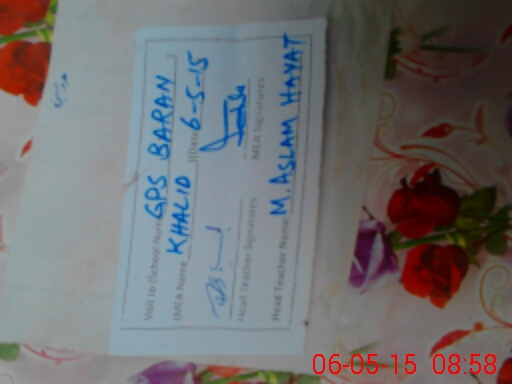 Visit to (School Name GPS BARAN )
(MEA Name KHALID )(Date 6-5-15
Head Teacher Signatures MEA Signatures
Head Teacher Name M. ASLAM HAYAT
06-05-15 08:58